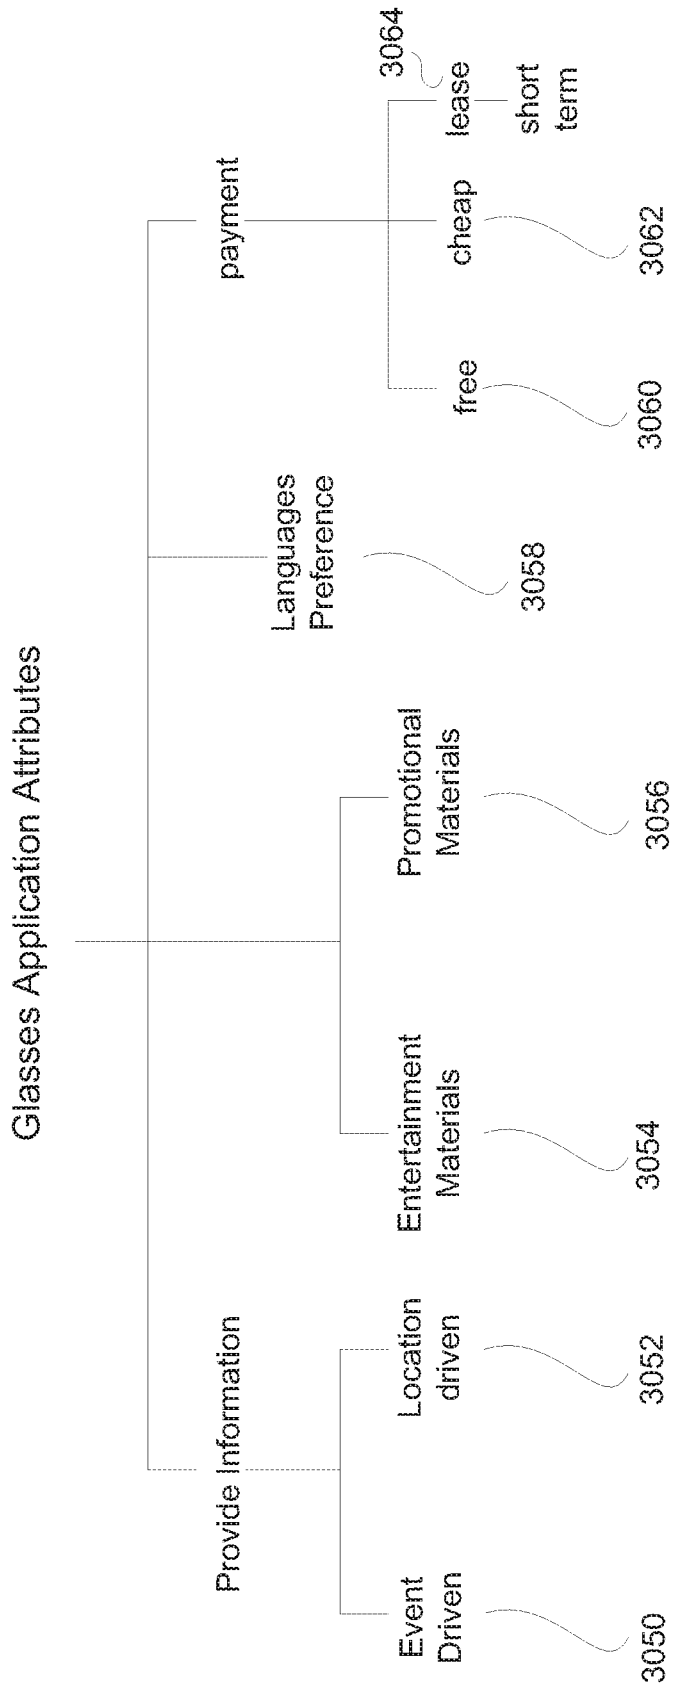 Glasses Application Attributes
Provide Information
payment
Languages
Preference
Event
Driven
Location
driven
Entertainment
Materials
Promotional
Materials
free
cheap
lease
short
term
3050
3052
3054
3056
3058
3060
3062
3064